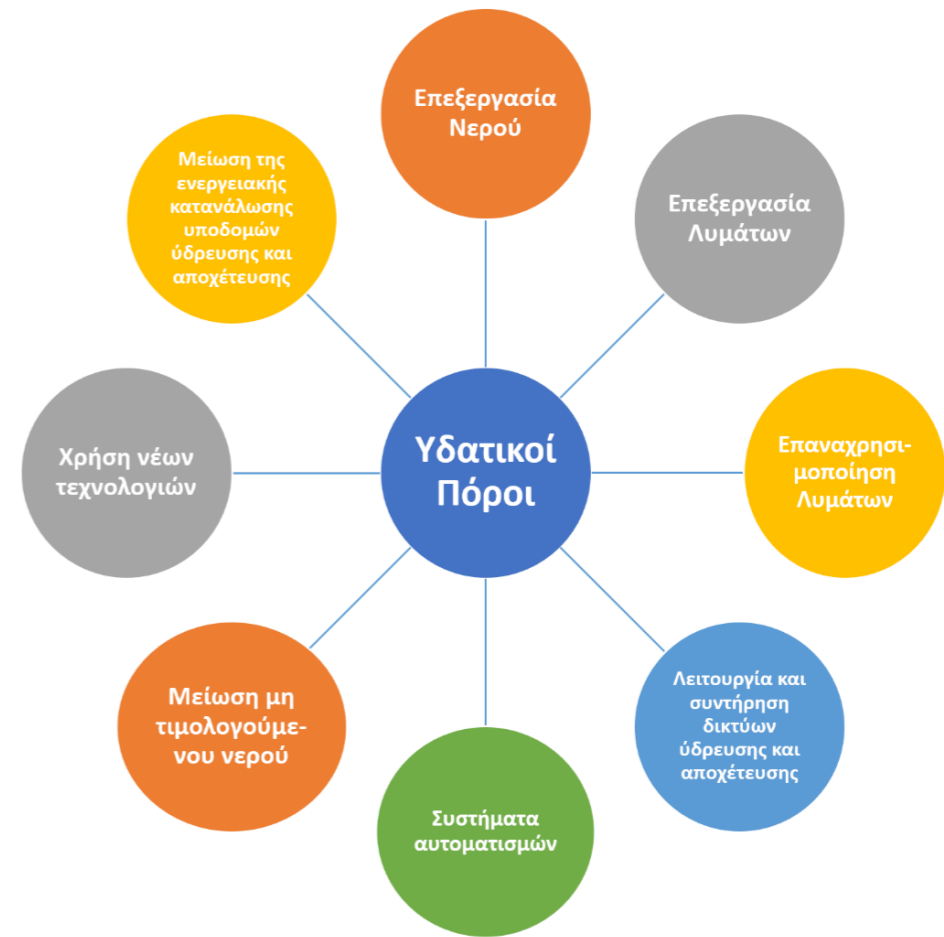 Επεξεργασία
Νερού
Επεξεργασία
Λυμάτων
Επαναχρησι-
μοποίηση
Λυμάτων
Λειτουργία και
συντήρηση
δικτύων
ύδρευσης και
αποχέτευσης
Συστήματα
αυτοματισμών
Μείωση μη
τιμολογούμε-
νου νερού
Χρήση νέων
τεχνολογιών
Μείωση της
ενεργειακής
κατανάλωσης
υποδομών
ύδρευσης και
αποχέτευσης
Υδατικοί
Πόροι